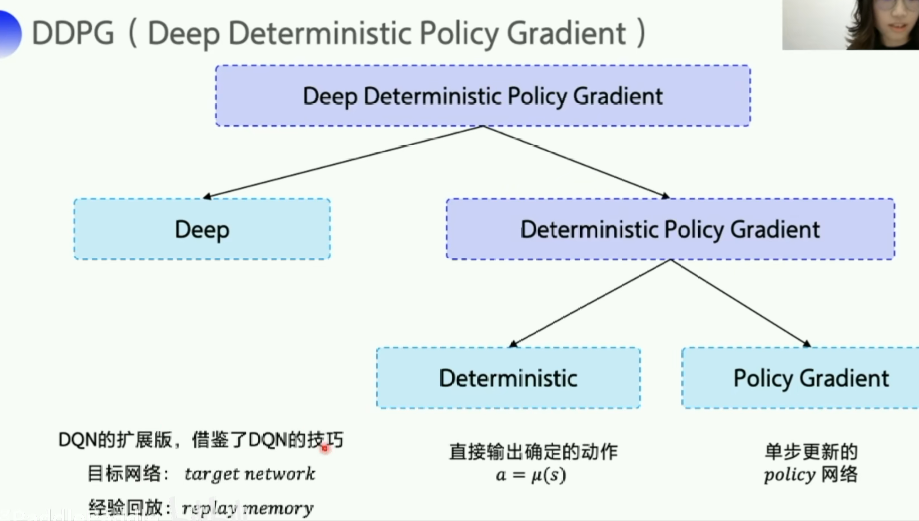 DDPG（Deep Deterministic Policy Gradient）
Deep Deterministic Policy Gradient
Deep
Deterministic Policy Gradient
Deterministic
Policy Gradient
DQN的扩展版，借鉴了DQN的技巧
目标网络：target network
经验回放：replay memory
直接输出确定的动作
a = μ(s)
单步更新的
policy 网络